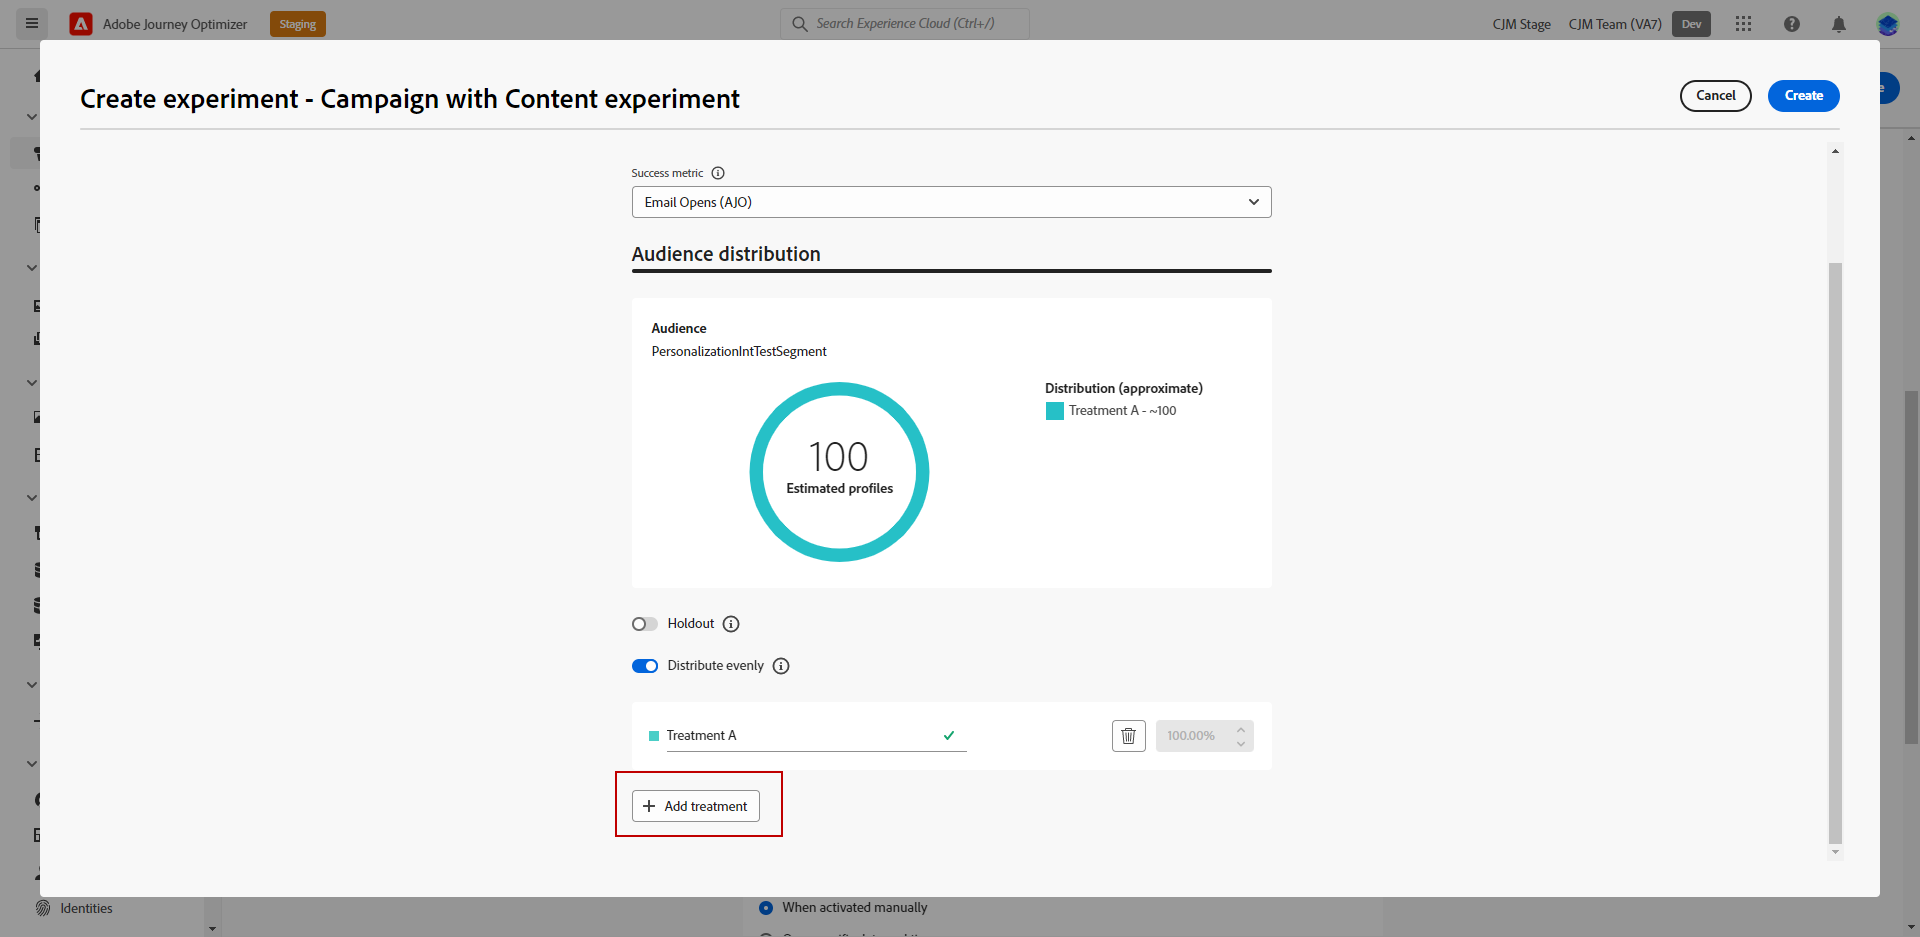 Adobe Journey Optimizer
Staging
Search Experience Cloud (Ctrl+/)
CJM Stage
CJM Team (VA7)
Dev
Create experiment - Campaign with Content experiment
Cancel
Create
Success metric
Email Opens (AJO)
Audience distribution
Audience
PersonalizationIntTestSegment
100
Estimated profiles
Distribution (approximate)
Treatment A - ~100
Holdout
Distribute evenly
Treatment A
100.00%
+ Add treatment
Identities
When activated manually